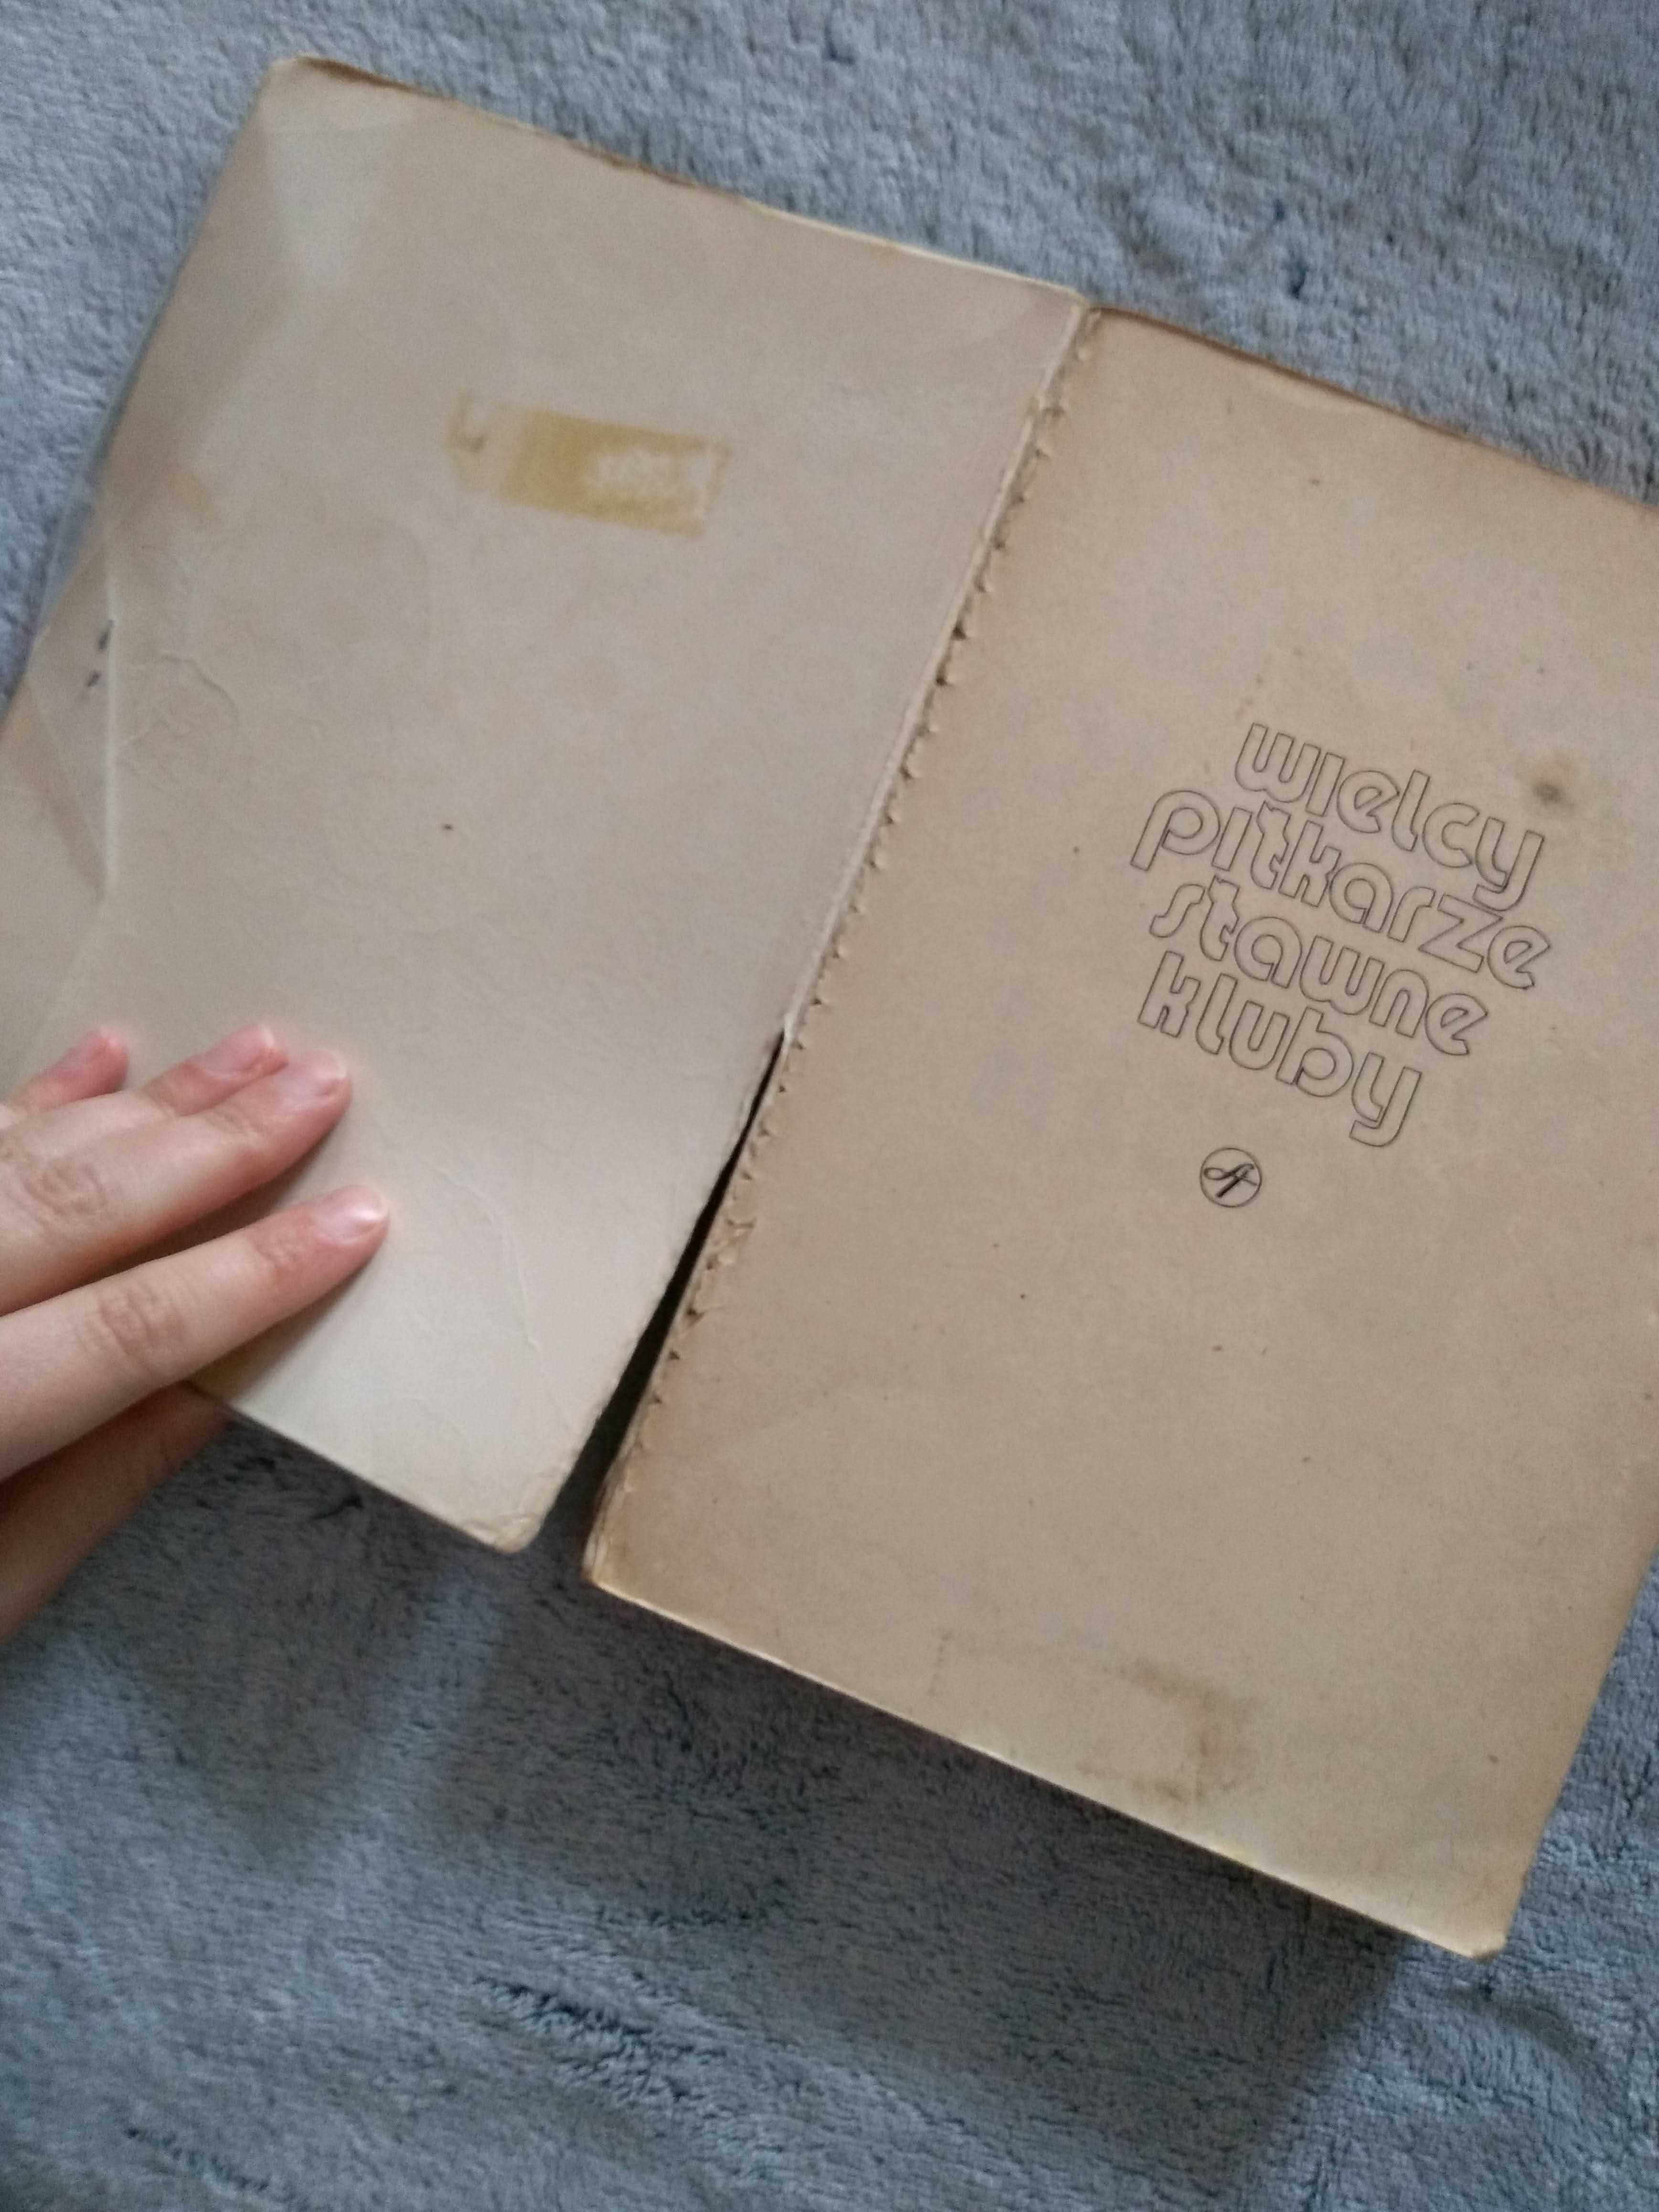 wielcy
piłkarze
sławne
kluby